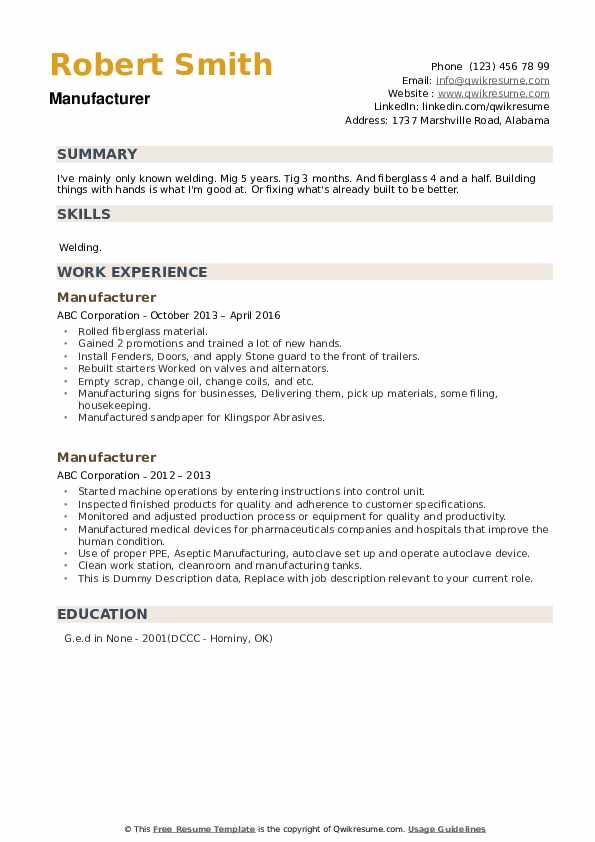 Robert Smith
Manufacturer
Phone (123) 456 78 99
Email: info@qwikresume.com
Website : www.qwikresume.com
LinkedIn: linkedin.com/qwikresume
Address: 1737 Marshville Road, Alabama
SUMMARY
I've mainly only known welding. Mig 5 years. Tig 3 months. And fiberglass 4 and a half. Building
things with hands is what I'm good at. Or fixing what's already built to be better.
SKILLS
Welding.
WORK EXPERIENCE
Manufacturer
ABC Corporation - October 2013 – April 2016
• Rolled fiberglass material.
• Gained 2 promotions and trained a lot of new hands.
• Install Fenders, Doors, and apply Stone guard to the front of trailers.
• Rebuilt starters Worked on valves and alternators.
• Empty scrap, change oil, change coils, and etc.
• Manufacturing signs for businesses, Delivering them, pick up materials, some filing,
housekeeping.
• Manufactured sandpaper for Klingspor Abrasives.
Manufacturer
ABC Corporation - 2012 – 2013
• Started machine operations by entering instructions into control unit.
• Inspected finished products for quality and adherence to customer specifications.
• Monitored and adjusted production process or equipment for quality and productivity.
• Manufactured medical devices for pharmaceuticals companies and hospitals that improve the
human condition.
• Use of proper PPE, Aseptic Manufacturing, autoclave set up and operate autoclave device.
• Clean work station, cleanroom and manufacturing tanks.
• This is Dummy Description data, Replace with job description relevant to your current role.
EDUCATION
G.e.d in None - 2001(DCCC - Hominy, OK)
© This Free Resume Template is the copyright of Qwikresume.com. Usage Guidelines